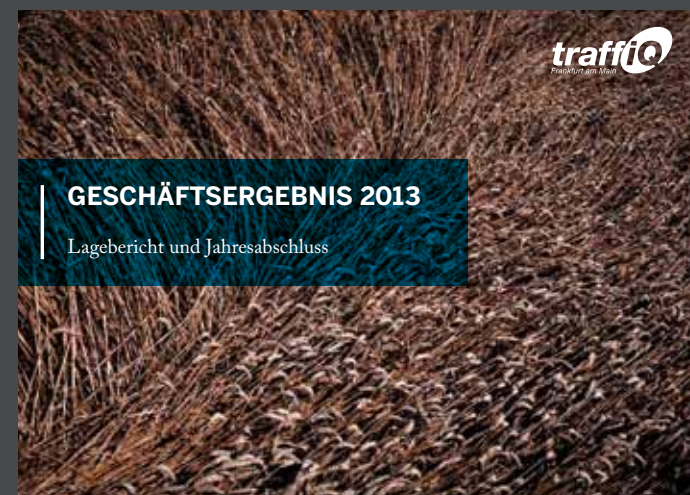 traffiQ
Frankfurt am Main
GESCHÄFTSERGEBNIS 2013
Lagebericht und Jahresabschluss